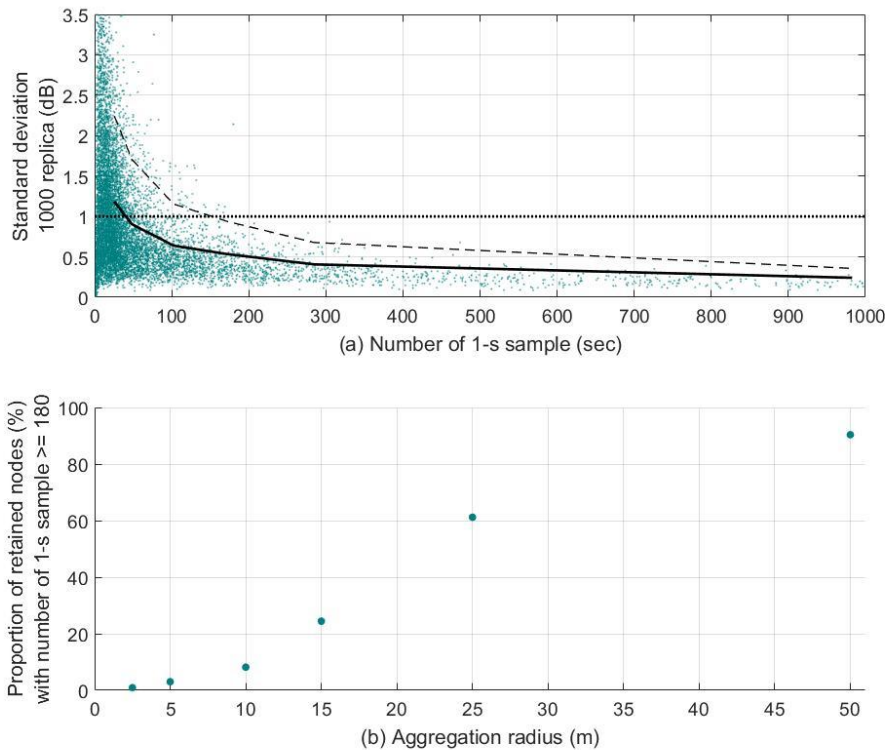 3.5
3
2.5
2
1.5
1
0.5
0
Standard deviation
1000 replica (dB)
0 100 200 300 400 500 600 700 800 900 1000
(a) Number of 1-s sample (sec)
100
80
60
40
20
0
Proportion of retained nodes (%)
with number of 1-s sample >= 180
0 5 10 15 20 25 30 35 40 45 50
(b) Aggregation radius (m)